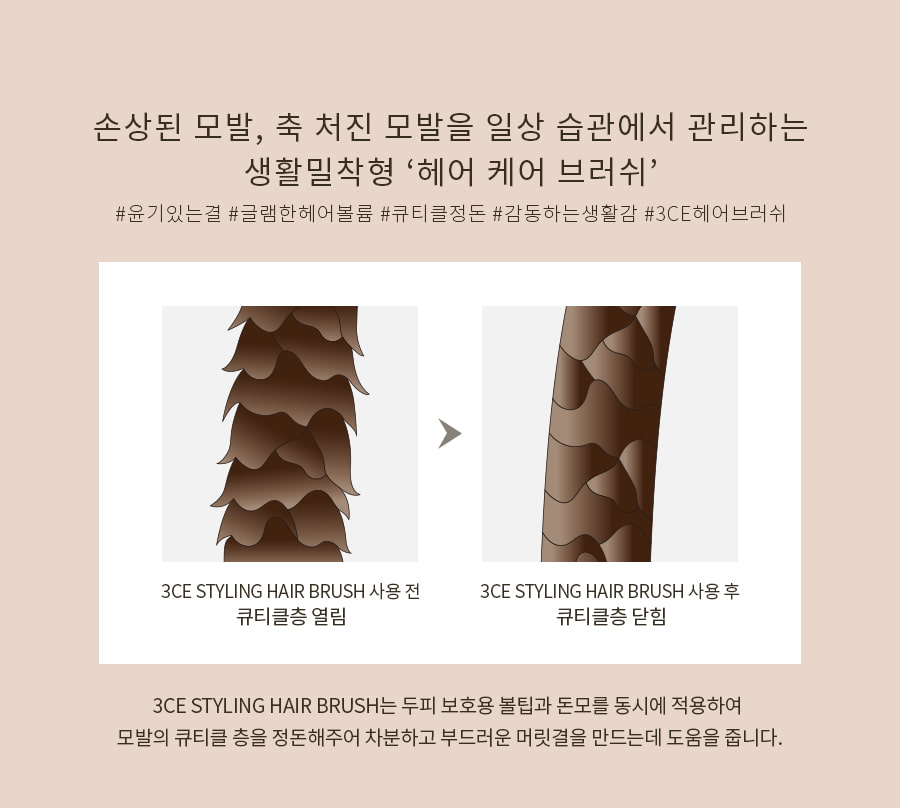 손상된 모발, 축 처진 모발을 일상 습관에서 관리하는
생활밀착형 ‘헤어 케어 브러쉬’
#윤기있는결 #글램한헤어볼륨 #큐티클정돈 #감동하는생활감 #3CE헤어브러쉬
3CE STYLING HAIR BRUSH 사용 전
큐티클층 열림
3CE STYLING HAIR BRUSH 사용 후
큐티클층 닫힘
3CE STYLING HAIR BRUSH는 두피 보호용 볼팁과 돈모를 동시에 적용하여
모발의 큐티클 층을 정돈해주어 차분하고 부드러운 머릿결을 만드는데 도움을 줍니다.